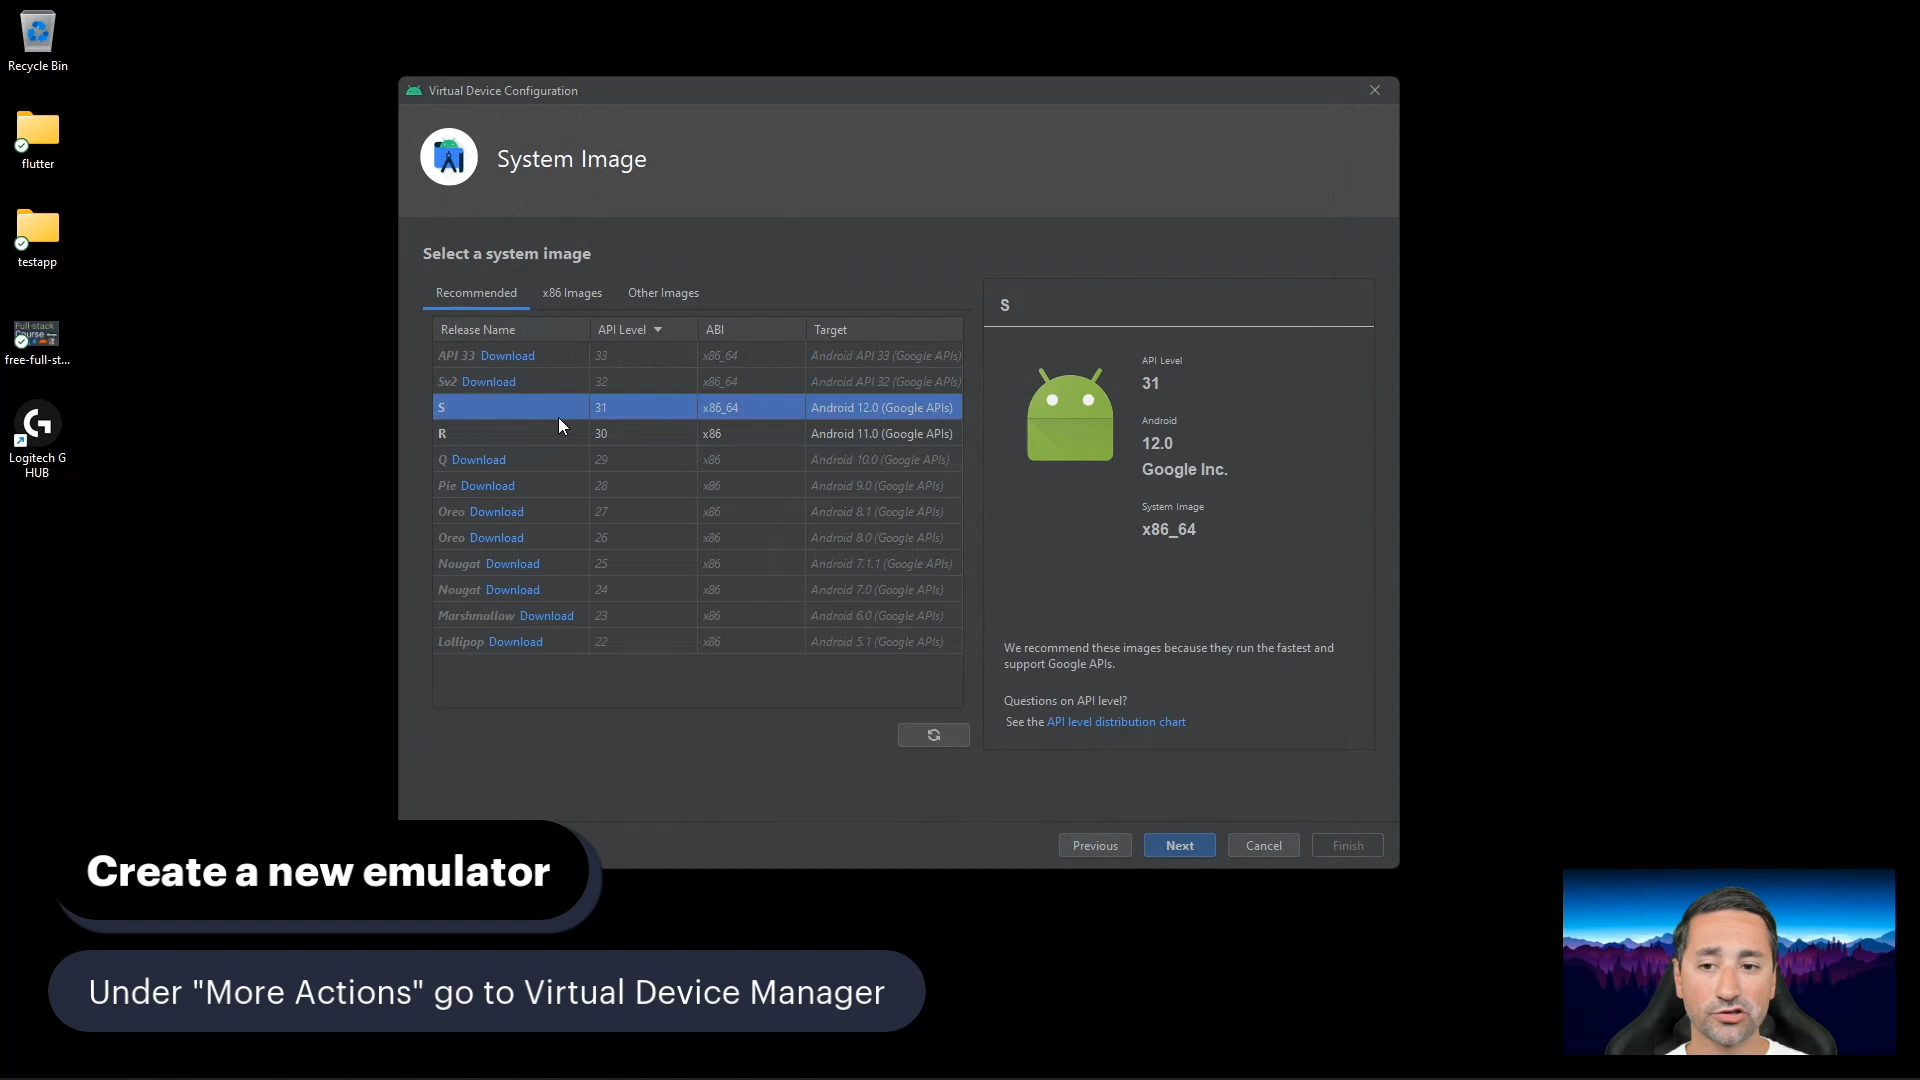 Recycle Bin
flutter
testapp
Full-stack
free-full-st...
Logitech G
HUB
Virtual Device Configuration
System Image
Select a system image
Recommended x86 Images Other Images
Release Name API Level ABI Target
API 33 Download 33 x86_64 Android API 33 (Google APIs)
Sv2 Download 32 x86_64 Android API 32 (Google APIs)
S 31 x86_64 Android 12.0 (Google APIs)
R 30 x86 Android 11.0 (Google APIs)
Q Download 29 x86 Android 10.0 (Google APIs)
Pie Download 28 x86 Android 9.0 (Google APIs)
Oreo Download 27 x86 Android 8.1 (Google APIs)
Oreo Download 26 x86 Android 8.0 (Google APIs)
Nougat Download 25 x86 Android 7.1.1 (Google APIs)
Nougat Download 24 x86 Android 7.0 (Google APIs)
Marshmallow Download 23 x86 Android 6.0 (Google APIs)
Lollipop Download 22 x86 Android 5.1 (Google APIs)
S
API Level
31
Android
12.0
Google Inc.
System Image
x86_64
We recommend these images because they run the fastest and
support Google APIs.
Questions on API level?
See the API level distribution chart
Previous Next Cancel Finish
Create a new emulator
Under "More Actions" go to Virtual Device Manager